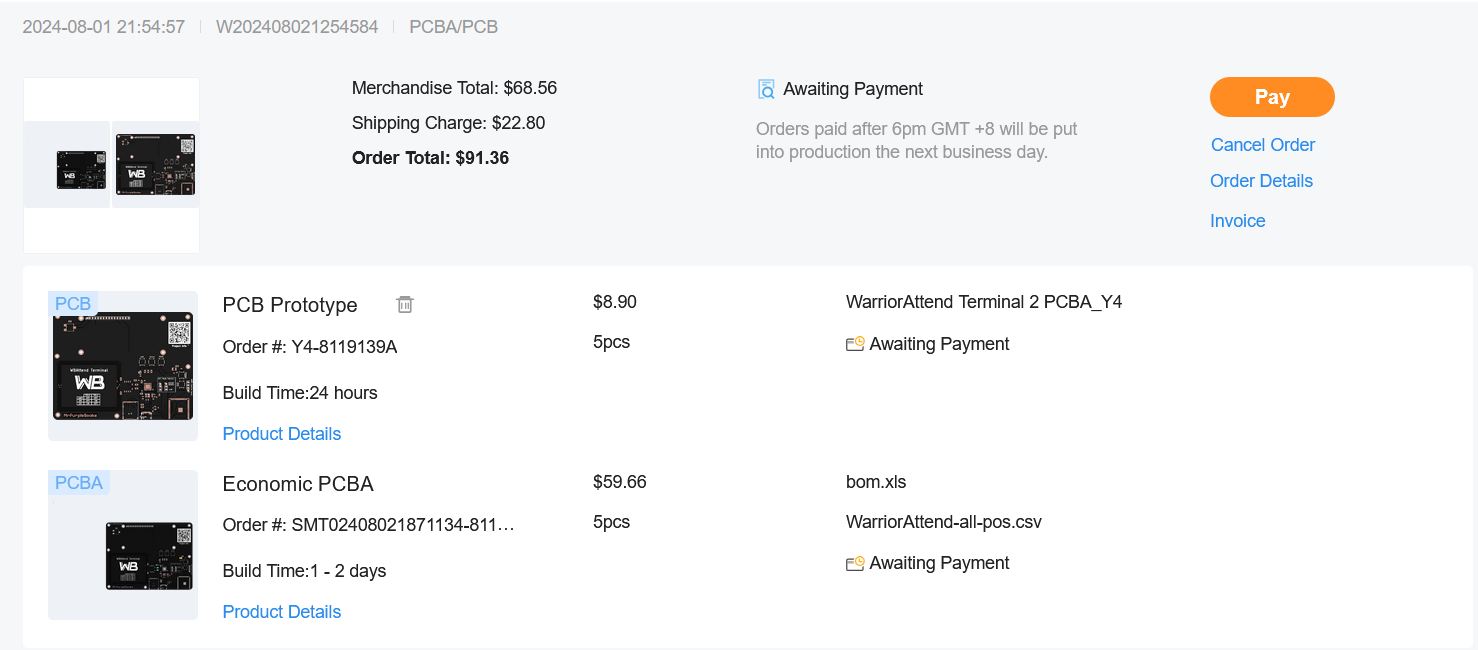 2024-08-01 21:54:57 W202408021254584 PCBA/PCB
Merchandise Total: $68.56
Shipping Charge: $22.80
Order Total: $91.36
Awaiting Payment
Orders paid after 6pm GMT +8 will be put
into production the next business day.
Pay
Cancel Order
Order Details
Invoice
PCB
WB
PCB Prototype
Order #: Y4-8119139A
Build Time:24 hours
Product Details
$8.90
5pcs
WarriorAttend Terminal 2 PCBA_Y4
Awaiting Payment
PCBA
WB
Economic PCBA
Order #: SMT02408021871134-811…
Build Time:1 - 2 days
Product Details
$59.66
5pcs
bom.xls
WarriorAttend-all-pos.csv
Awaiting Payment